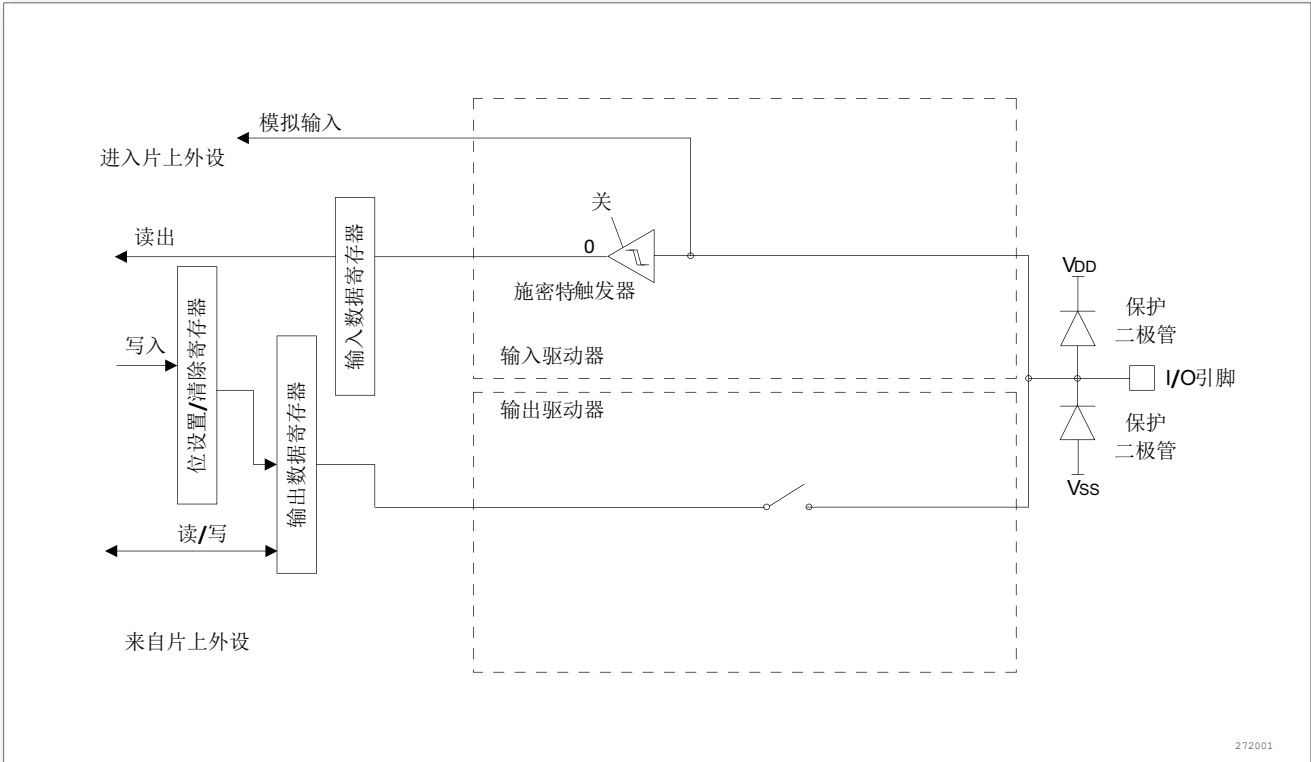 模拟输入
进入片上外设
关
读出
0
输入数据寄存器
施密特触发器
VDD
保护
二极管
写入
位设置/清除寄存器
输入驱动器
I/O引脚
输出数据寄存器
输出驱动器
保护
二极管
VSS
读/写
来自片上外设
272001